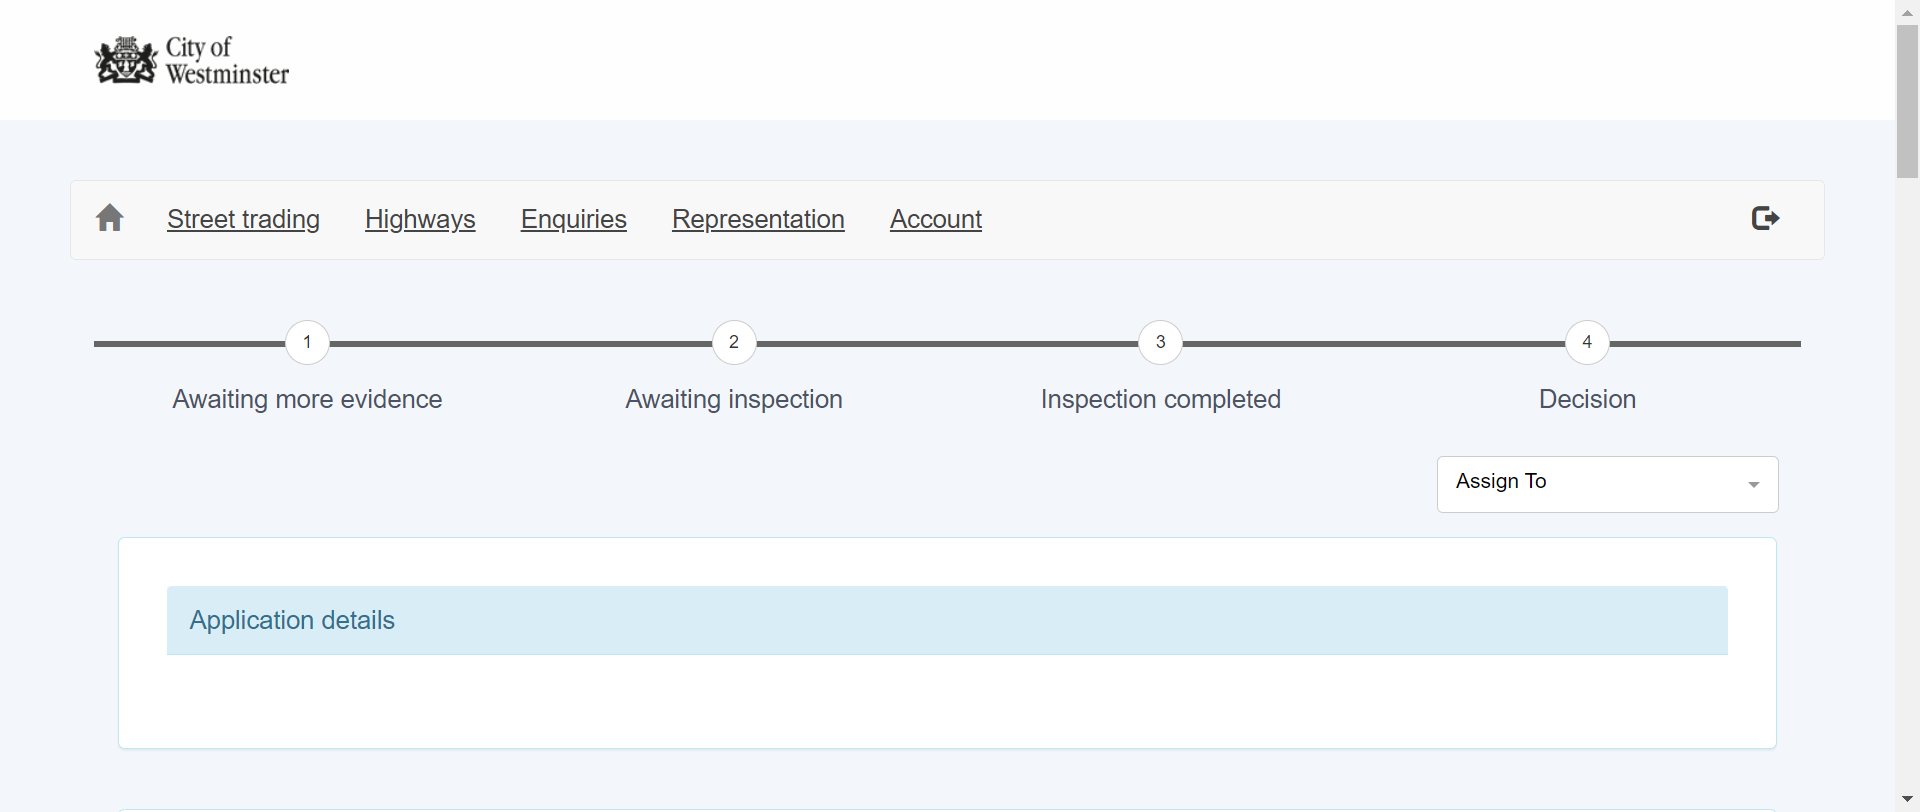 City of
Westminster
Street trading Highways Enquiries Representation Account
1 2 3 4
Awaiting more evidence Awaiting inspection Inspection completed Decision
Assign To
Application details